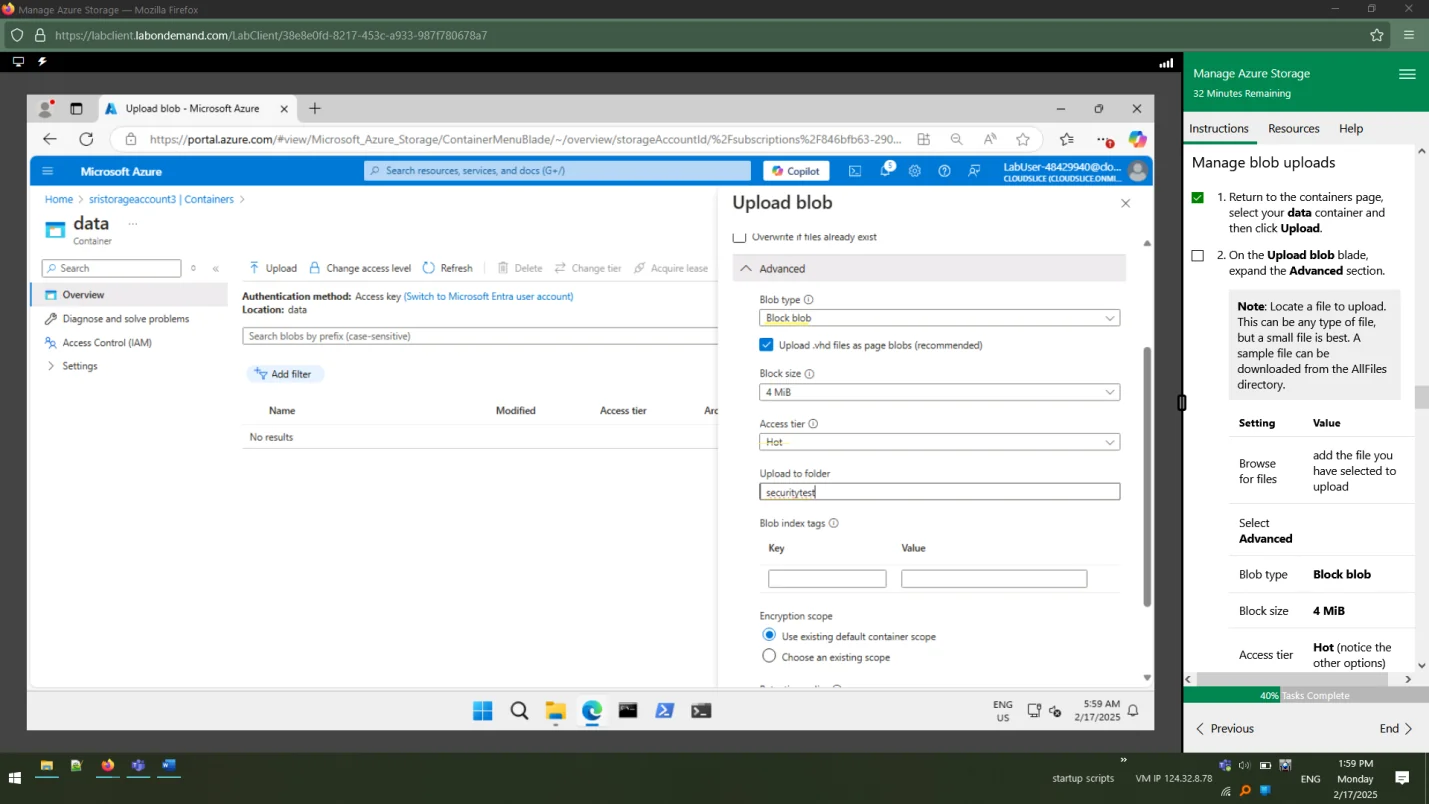 Manage Azure Storage — Mozilla Firefox
https://labclient.labondemand.com/LabClient/38e8e0fd-8217-453c-a933-987f780678a7
Upload blob - Microsoft Azure
https://portal.azure.com/#view/Microsoft_Azure_Storage/ContainerMenuBlade/~/overview/storageAccountId/%2Fsubscriptions%2F846bfb63-290...
Microsoft Azure
Search resources, services, and docs (G+/)
Copilot
5
LabUser-48429940@clo...
CLOUDSLICE (CLOUDSLICE.ONMI...
Home > sristorageaccount3 | Containers >
data ...
Container
Search
Overview
Diagnose and solve problems
Access Control (IAM)
Settings
Upload
Change access level
Refresh
Delete
Change tier
Acquire lease
Authentication method: Access key (Switch to Microsoft Entra user account)
Location: data
Search blobs by prefix (case-sensitive)
Add filter
Name Modified Access tier Arc
No results
Upload blob
Overwrite if files already exist
Advanced
Blob type
Block blob
Upload .vhd files as page blobs (recommended)
Block size
4 MiB
Access tier
Hot
Upload to folder
securitytest
Blob index tags
Key Value
Encryption scope
Use existing default container scope
Choose an existing scope
ENG
US
5:59 AM
2/17/2025
Manage Azure Storage
32 Minutes Remaining
Instructions Resources Help
Manage blob uploads
1. Return to the containers page,
select your data container and
then click Upload.
2. On the Upload blob blade,
expand the Advanced section.
Note: Locate a file to upload.
This can be any type of file,
but a small file is best. A
sample file can be
downloaded from the AllFiles
directory.
Setting Value
Browse
for files
add the file you
have selected to
upload
Select
Advanced
Blob type Block blob
Block size 4 MiB
Access tier
Hot (notice the
other options)
40% Tasks Complete
Previous End
startup scripts
VM IP 124.32.8.78
ENG
1:59 PM
Monday
2/17/2025